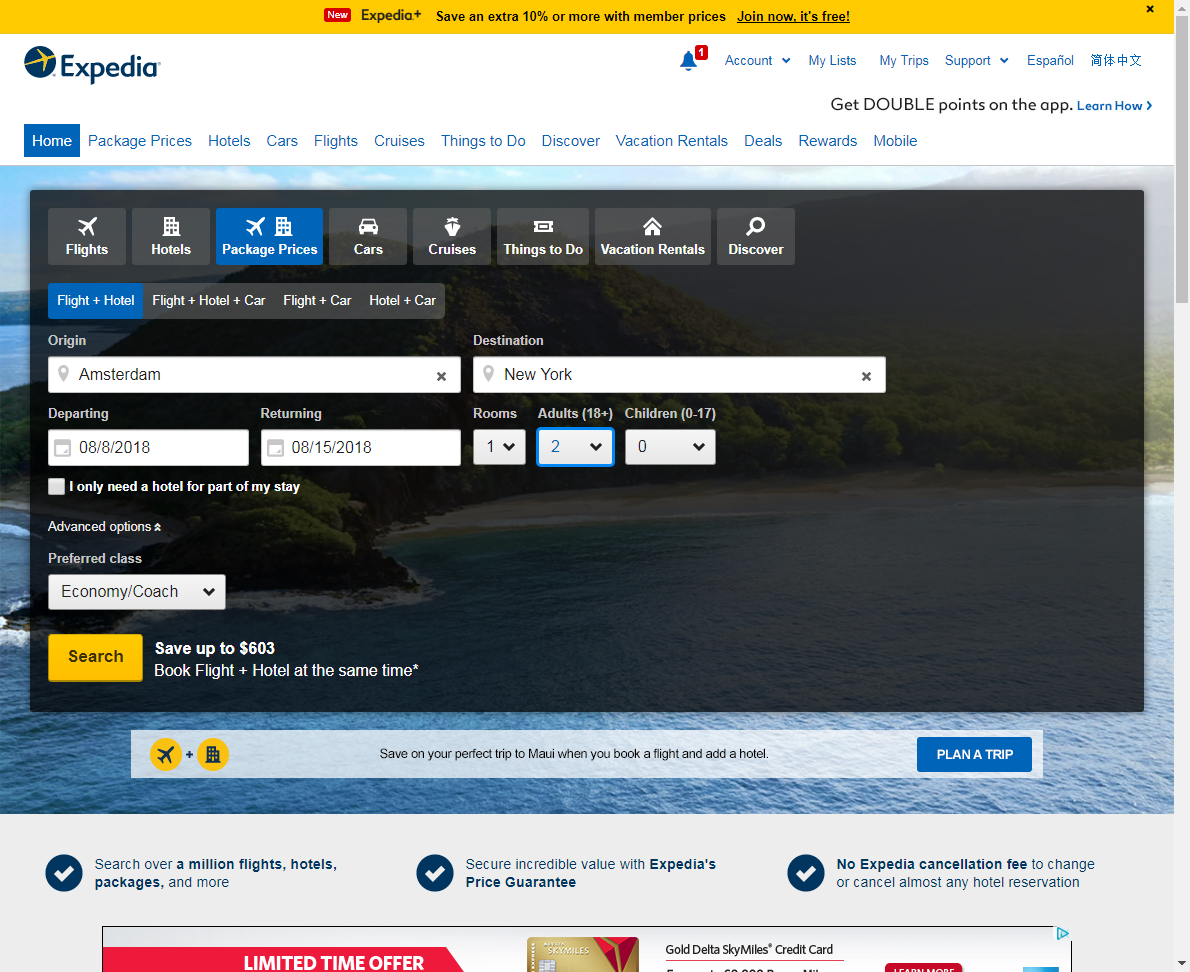 New Expedia+ Save an extra 10% or more with member prices Join now, it's free!
Expedia
1 Account My Lists My Trips Support Español 简体中文
Get DOUBLE points on the app. Learn How
Home Package Prices Hotels Cars Flights Cruises Things to Do Discover Vacation Rentals Deals Rewards Mobile
Flights Hotels Package Prices Cars Cruises Things to Do Vacation Rentals Discover
Flight + Hotel Flight + Hotel + Car Flight + Car Hotel + Car
Origin Destination
Amsterdam New York
Departing Returning Rooms Adults (18+) Children (0-17)
08/8/2018 08/15/2018 1 2 0
I only need a hotel for part of my stay
Advanced options
Preferred class
Economy/Coach
Search Save up to $603
Book Flight + Hotel at the same time*
+ Save on your perfect trip to Maui when you book a flight and add a hotel. PLAN A TRIP
Search over a million flights, hotels,
packages, and more
Secure incredible value with Expedia's
Price Guarantee
No Expedia cancellation fee to change
or cancel almost any hotel reservation
LIMITED TIME OFFER
SKYMILES
Gold Delta SkyMiles® Credit Card
LEARN MORE